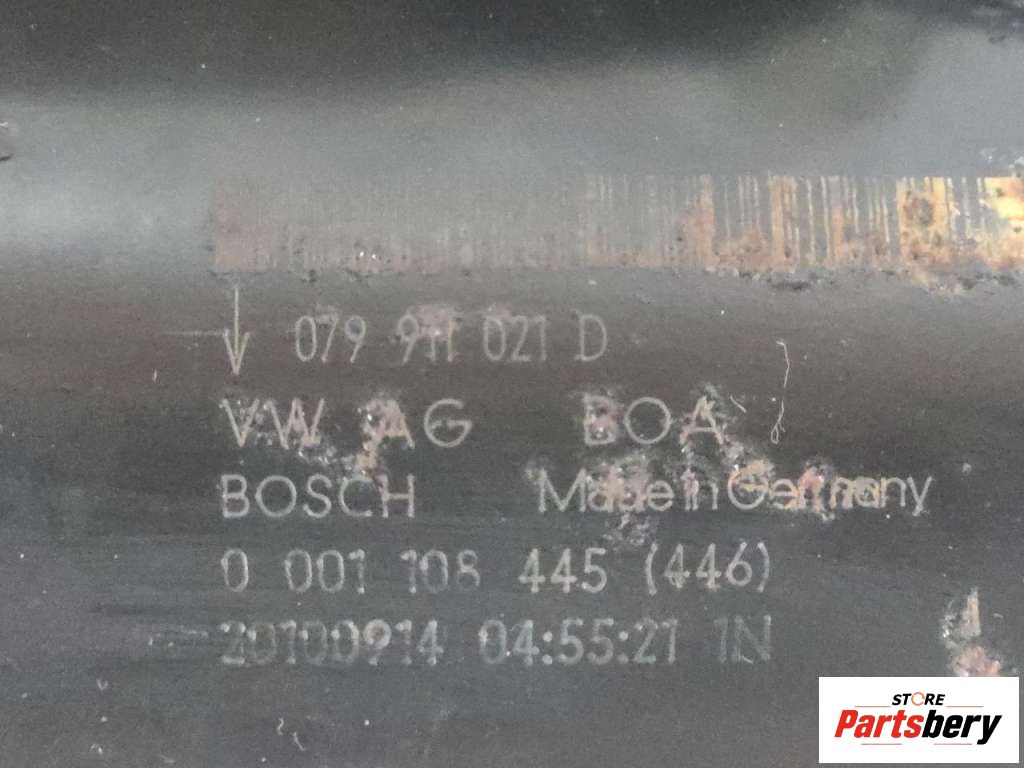 079 911 021 D
VW AG BOA
BOSCH Made in Germany
0 001 108 445 (446)
20100914 04:55:21 1N
STORE
Partsbery